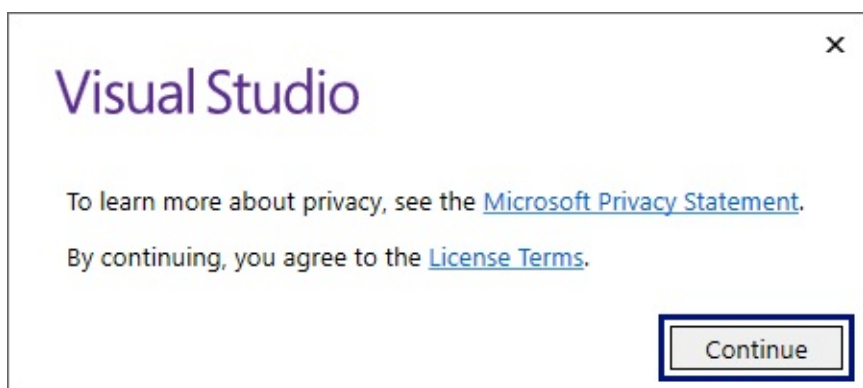 Visual Studio
To learn more about privacy, see the Microsoft Privacy Statement.
By continuing, you agree to the License Terms.
Continue